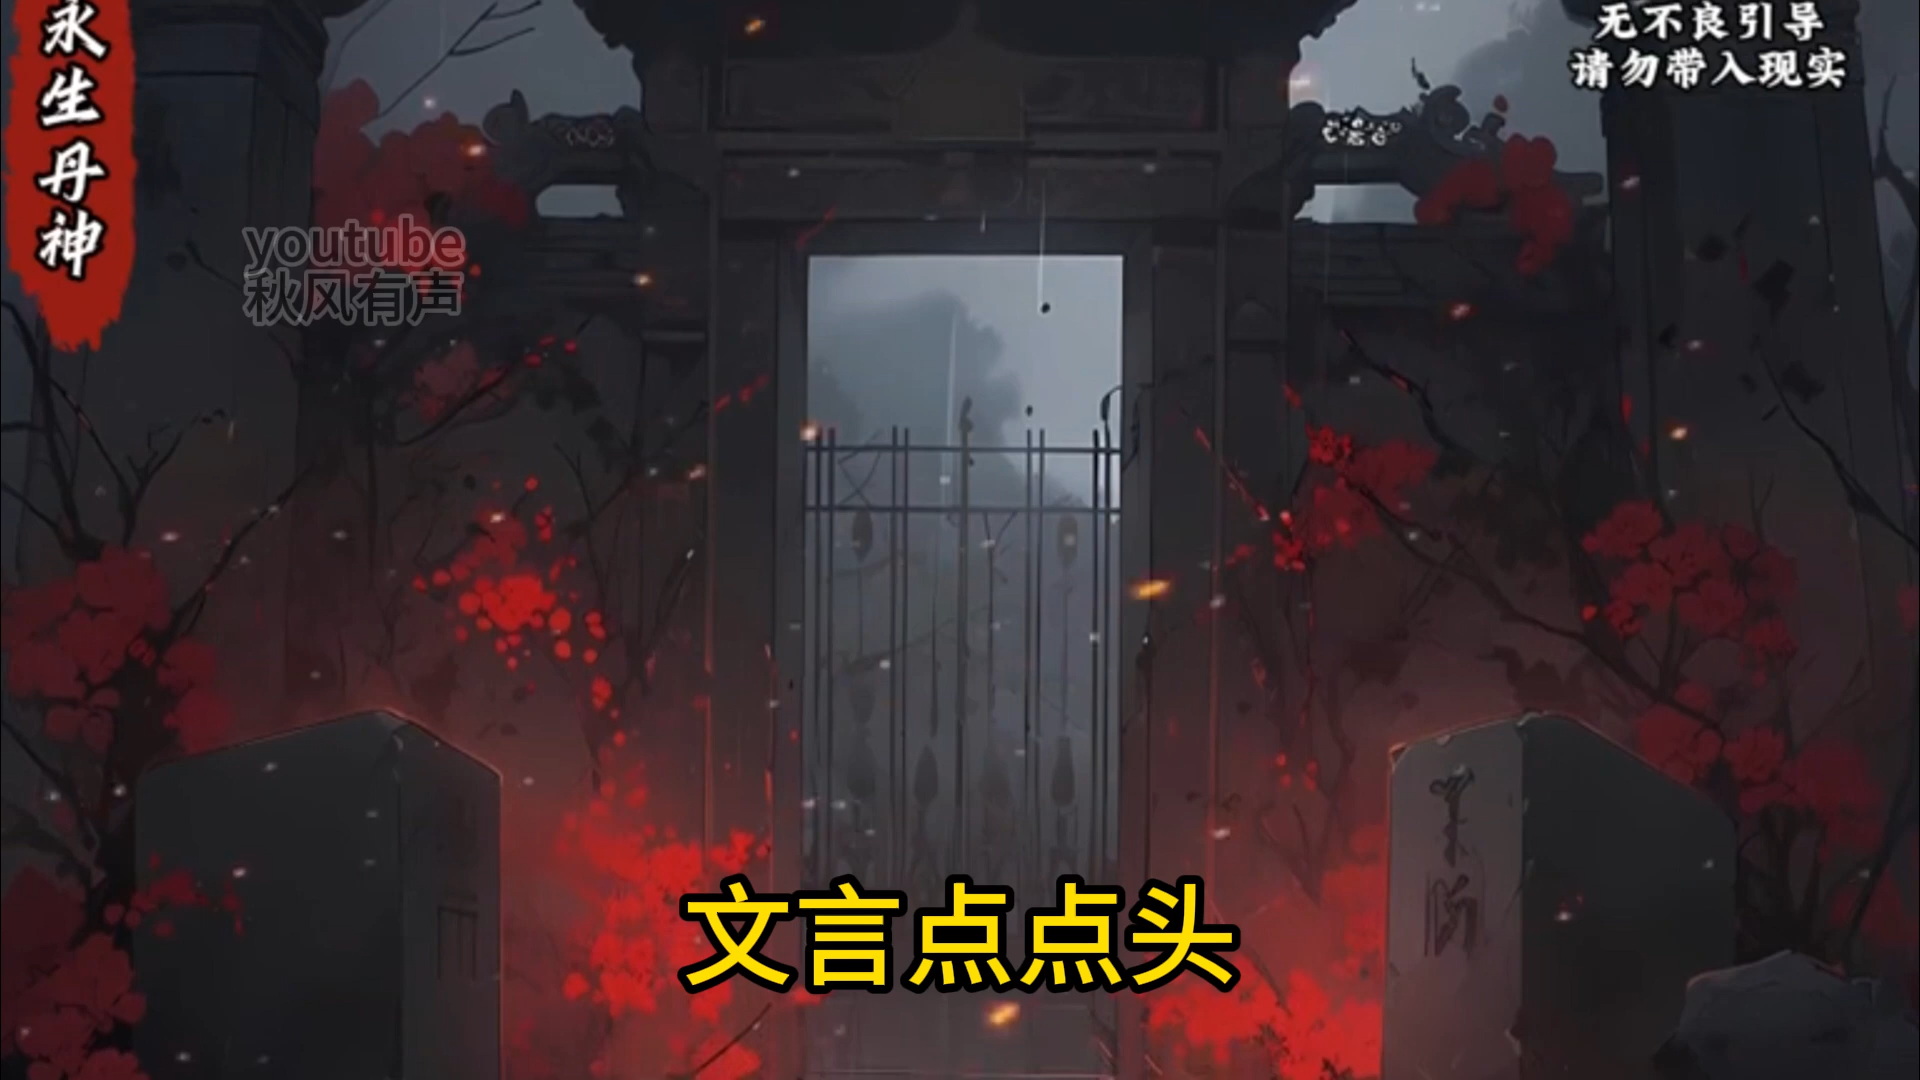 永生丹神
无不良引导
请勿带入现实
youtube
秋风有声
文言点点头